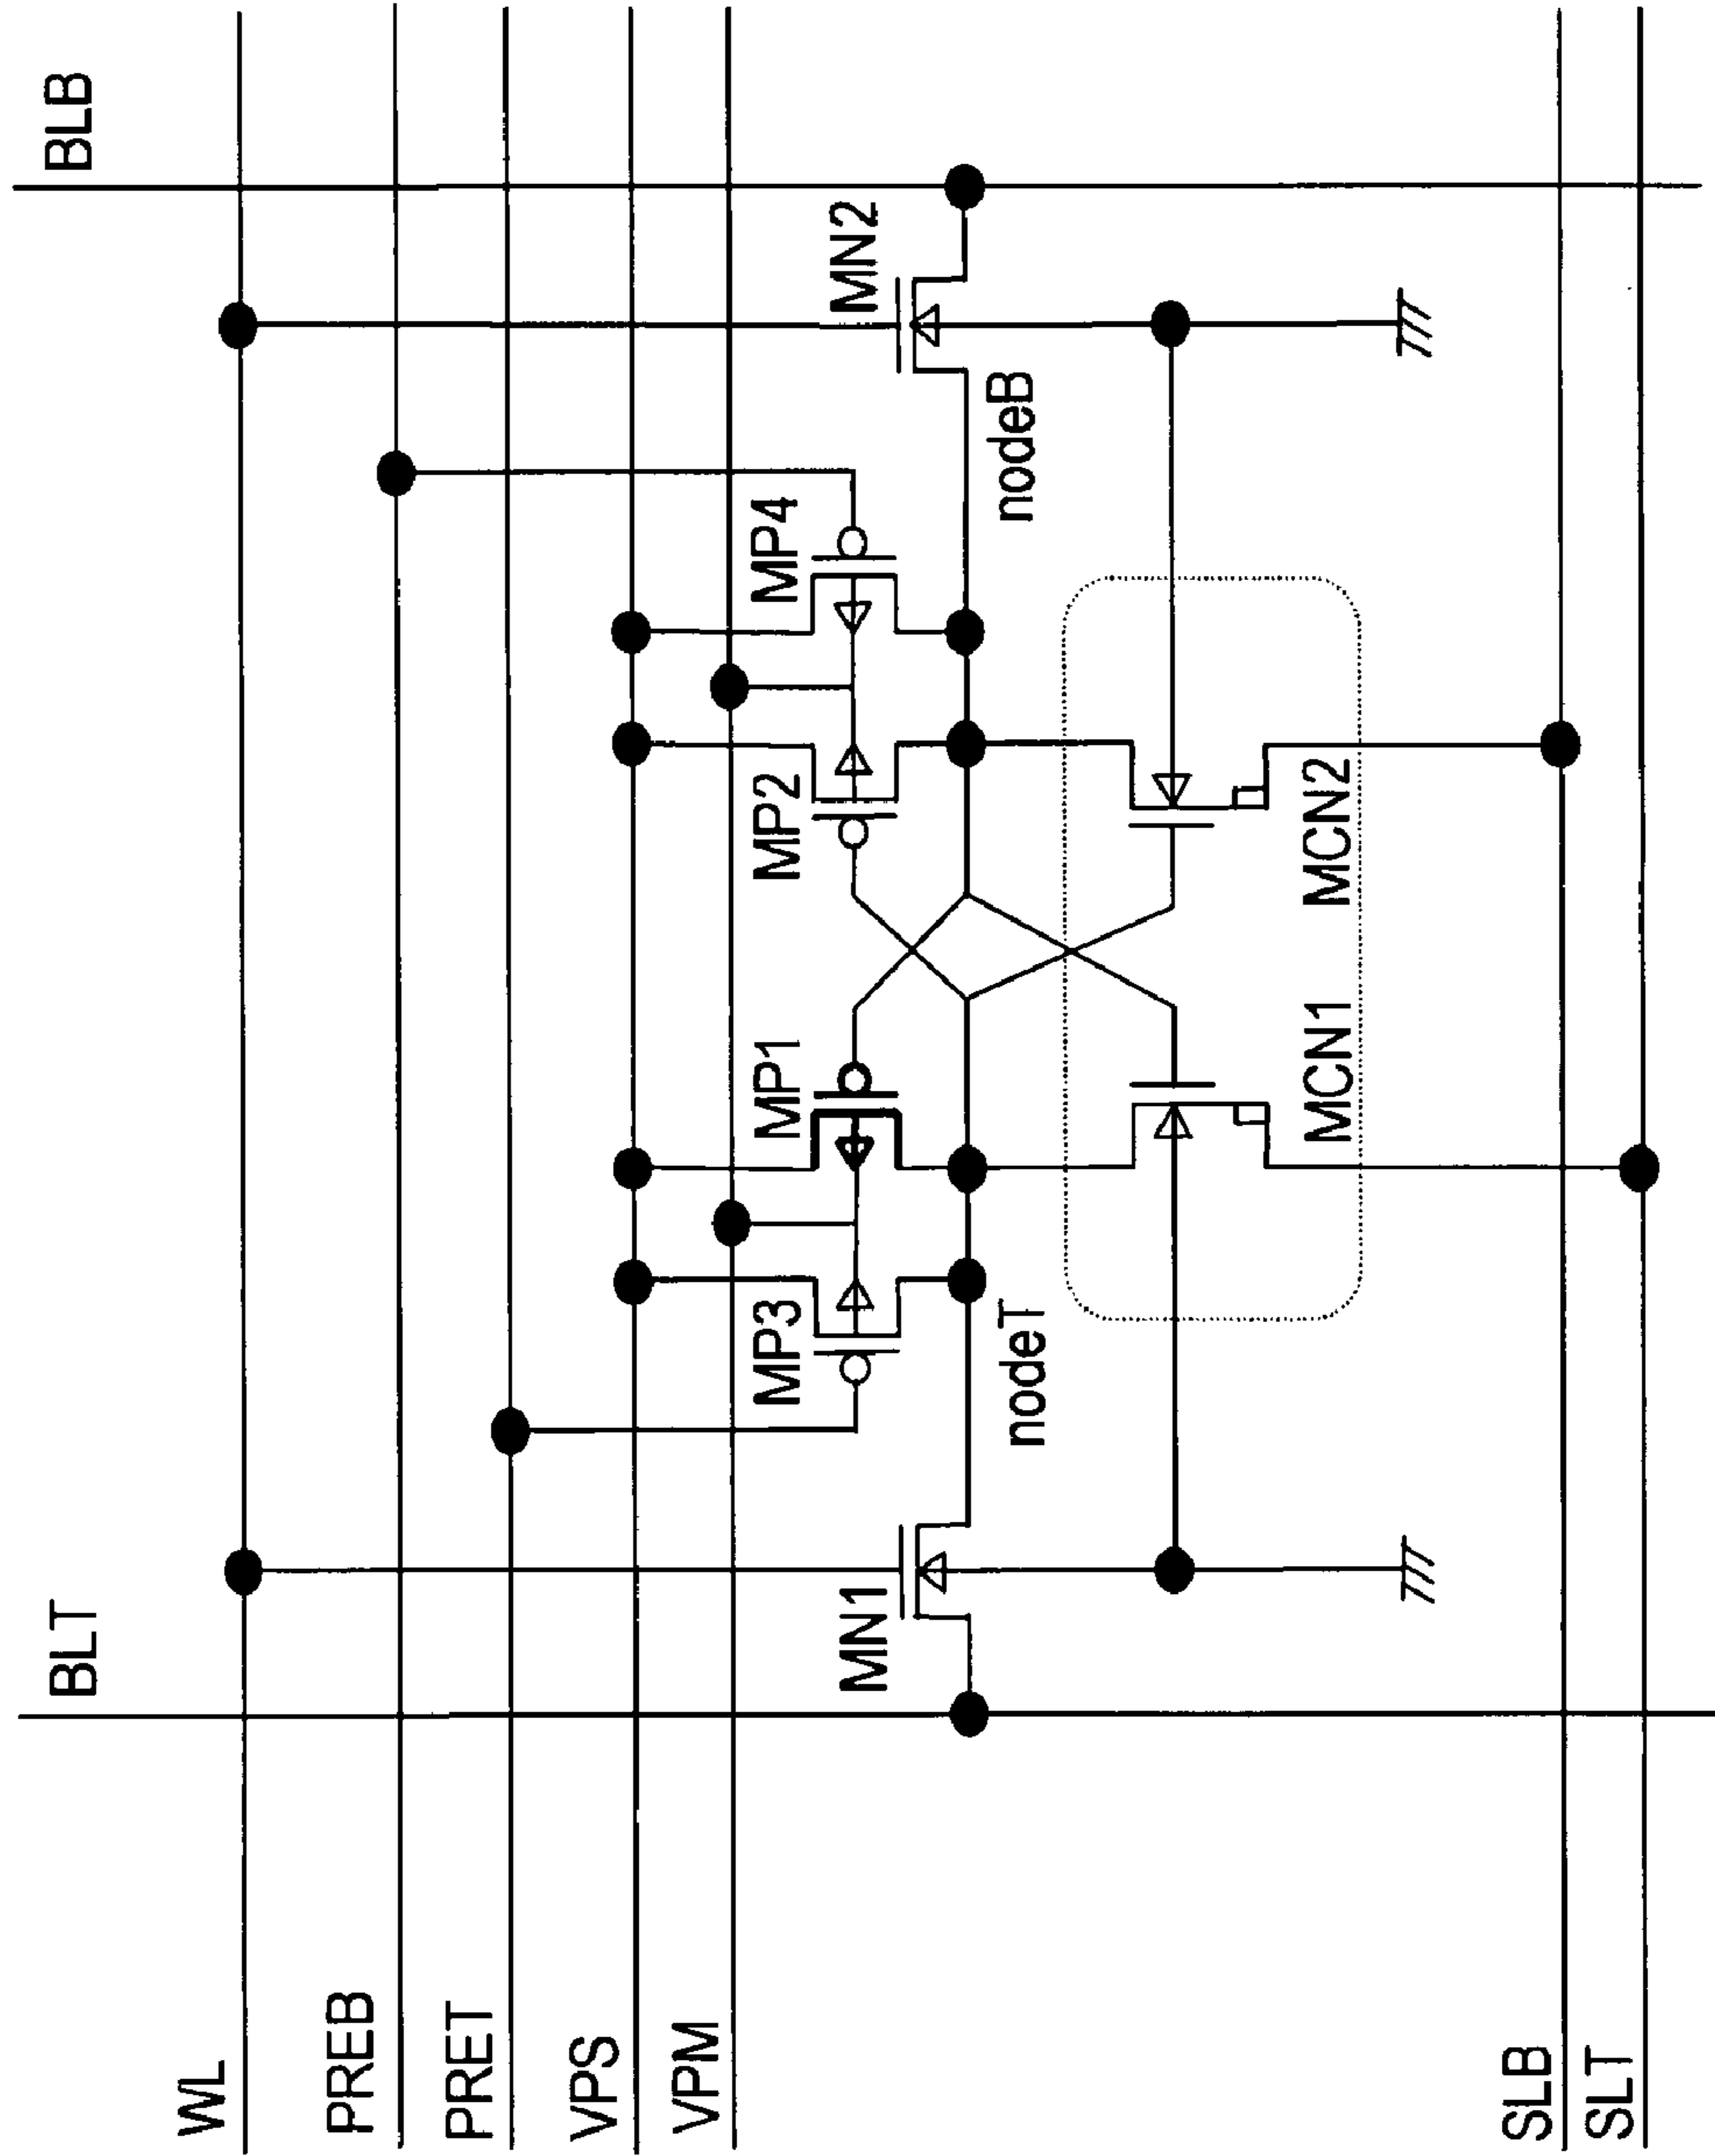 BLT
BLB
WL
PREB
PRET
VPS
VPM
MP3
MP1
MP2
MP4
MN1
MN2
nodeT
nodeB
MCN1
MCN2
SLB
SLT